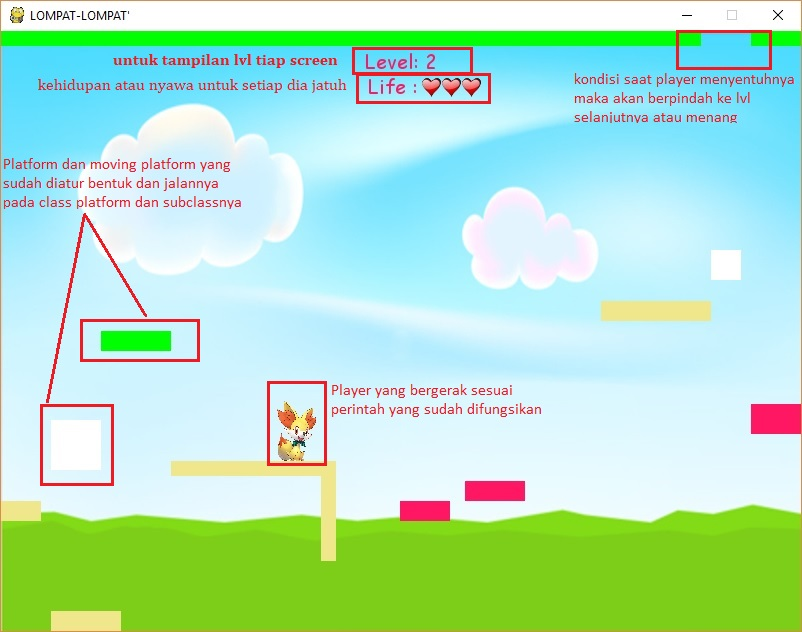 LOMPAT-LOMPAT'
untuk tampilan lvl tiap screen
Level: 2
kehidupan atau nyawa untuk setiap dia jatuh
Life :
kondisi saat player menyentuhnya
maka akan berpindah ke lvl
selanjutnya atau menang
Platform dan moving platform yang
sudah diatur bentuk dan jalannya
pada class platform dan subclassnya
Player yang bergerak sesuai
perintah yang sudah difungsikan